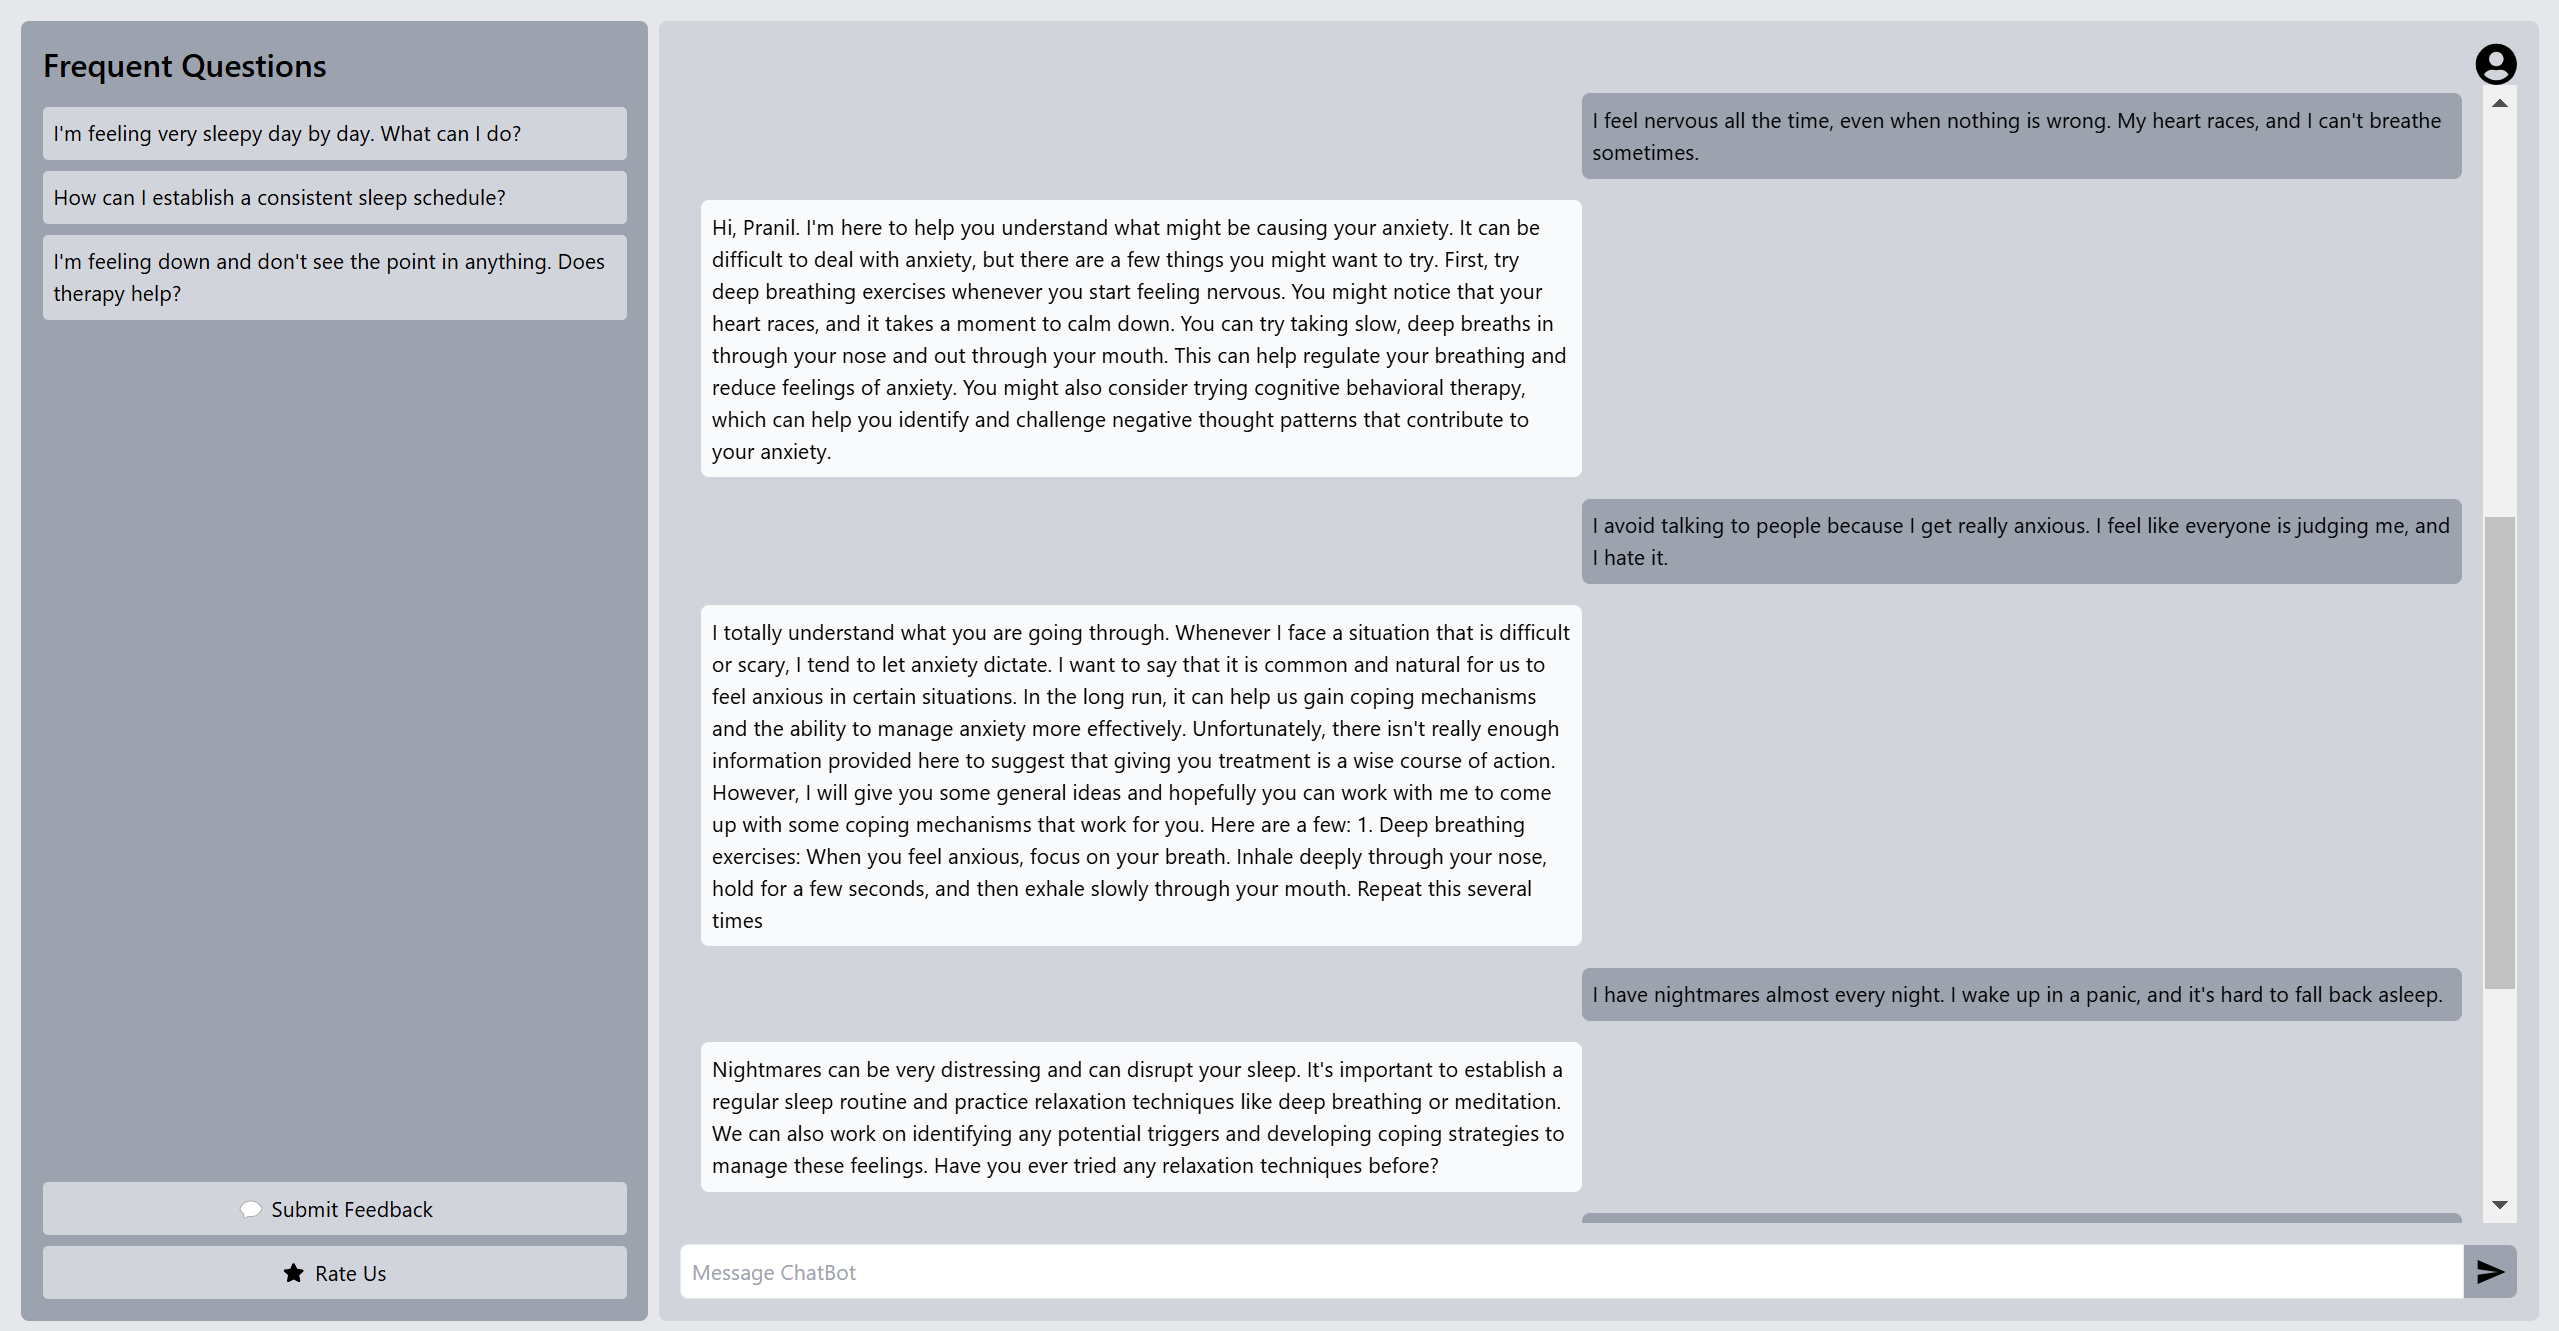 Frequent Questions
I'm feeling very sleepy day by day. What can I do?
How can I establish a consistent sleep schedule?
I'm feeling down and don't see the point in anything. Does
therapy help?
Submit Feedback
Rate Us
I feel nervous all the time, even when nothing is wrong. My heart races, and I can't breathe
sometimes.
Hi, Pranil. I'm here to help you understand what might be causing your anxiety. It can be
difficult to deal with anxiety, but there are a few things you might want to try. First, try
deep breathing exercises whenever you start feeling nervous. You might notice that your
heart races, and it takes a moment to calm down. You can try taking slow, deep breaths in
through your nose and out through your mouth. This can help regulate your breathing and
reduce feelings of anxiety. You might also consider trying cognitive behavioral therapy,
which can help you identify and challenge negative thought patterns that contribute to
your anxiety.
I avoid talking to people because I get really anxious. I feel like everyone is judging me, and
I hate it.
I totally understand what you are going through. Whenever I face a situation that is difficult
or scary, I tend to let anxiety dictate. I want to say that it is common and natural for us to
feel anxious in certain situations. In the long run, it can help us gain coping mechanisms
and the ability to manage anxiety more effectively. Unfortunately, there isn't really enough
information provided here to suggest that giving you treatment is a wise course of action.
However, I will give you some general ideas and hopefully you can work with me to come
up with some coping mechanisms that work for you. Here are a few: 1. Deep breathing
exercises: When you feel anxious, focus on your breath. Inhale deeply through your nose,
hold for a few seconds, and then exhale slowly through your mouth. Repeat this several
times
I have nightmares almost every night. I wake up in a panic, and it's hard to fall back asleep.
Nightmares can be very distressing and can disrupt your sleep. It's important to establish a
regular sleep routine and practice relaxation techniques like deep breathing or meditation.
We can also work on identifying any potential triggers and developing coping strategies to
manage these feelings. Have you ever tried any relaxation techniques before?
Message ChatBot